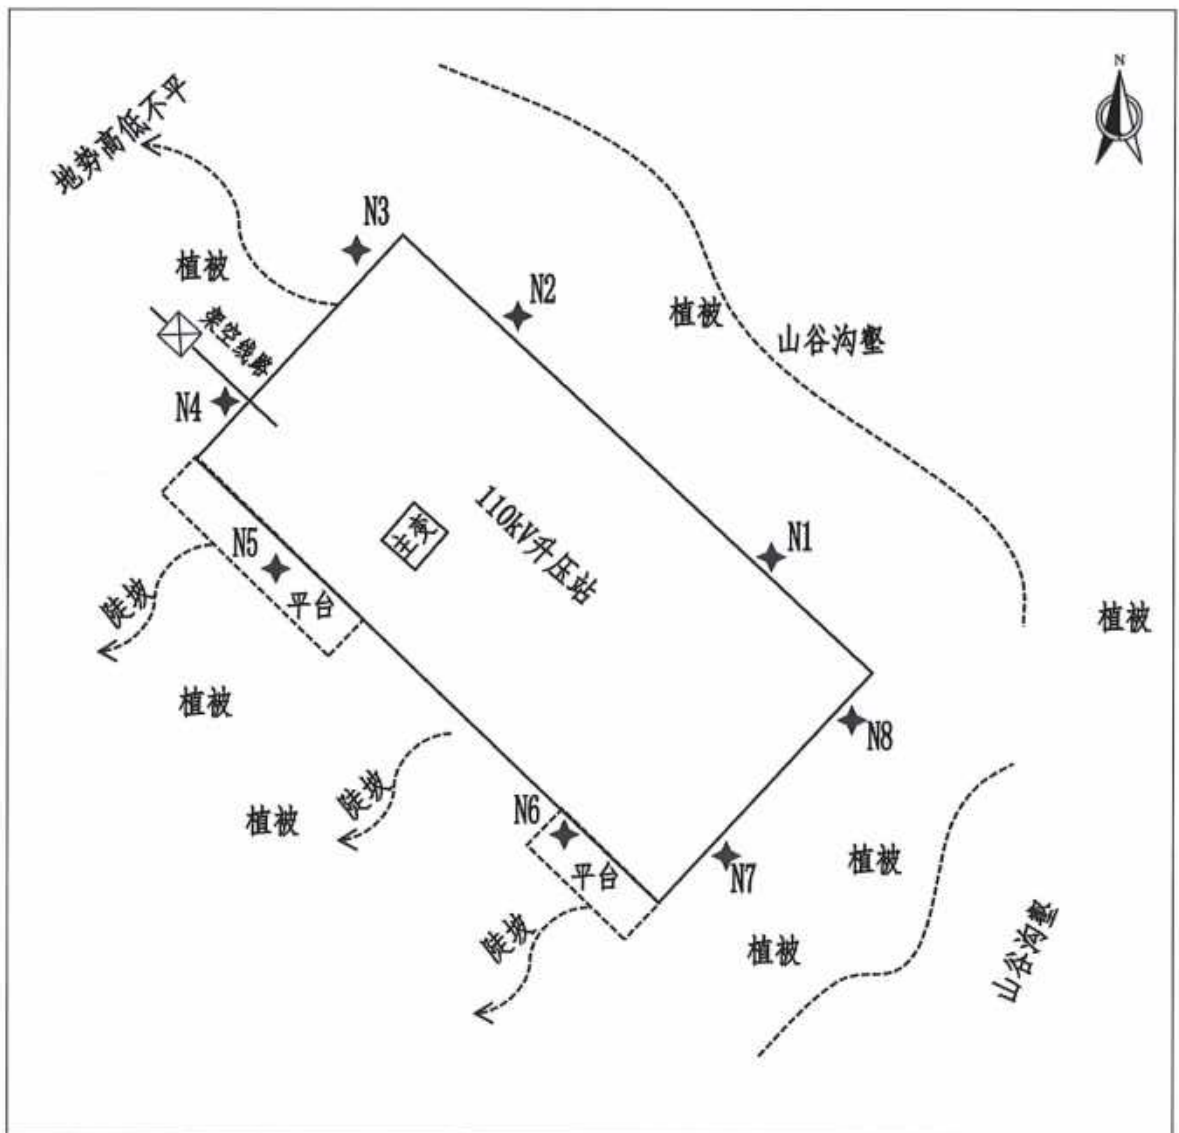 N
地势高低不平
N3
植被
N2
植被
架空线路
山谷沟壑
N4
110kV升压站
主变
N5
N1
平台
陡坡
植被
植被
N8
陡坡
植被
N6
植被
N7
平台
陡坡
植被
山谷沟壑